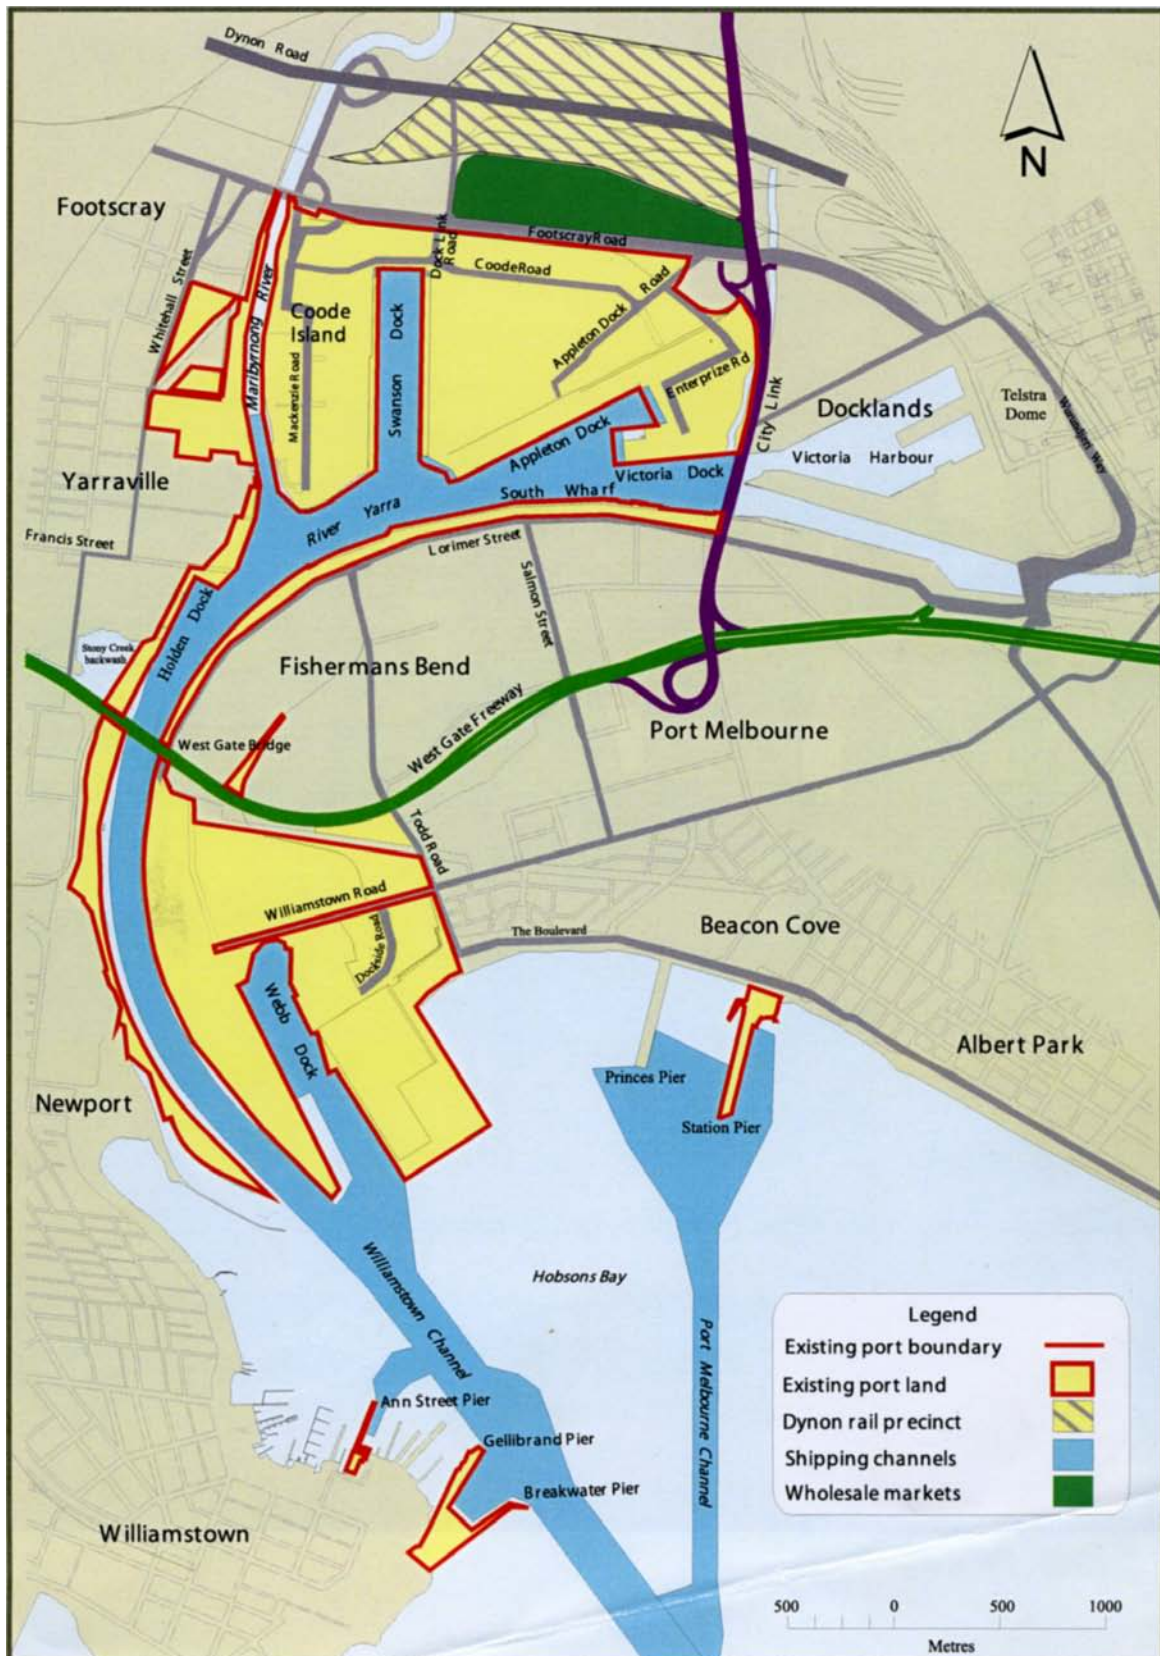 Dynon Road
N
Footscray
Footscray Road
Dock Link
Road
Coode Road
Whitehall Street
Maribyrnong River
Coode
Island
Swanson Dock
Mackenzie Road
Appleton Dock Road
Enterprize Rd
City Link
Docklands
Telstra
Dome
Wurundjeri Way
Victoria Harbour
Yarraville
Appleton Dock
Victoria Dock
South Wharf
River Yarra
Lorimer Street
Francis Street
Salmon Street
Holden Dock
Stony Creek
backwash
Fishermans Bend
West Gate Bridge
West Gate Freeway
Port Melbourne
Todd Road
Williamstown Road
Dockside Road
The Boulevard
Beacon Cove
Webb Dock
Albert Park
Princes Pier
Station Pier
Newport
Williamstown Channel
Hobsons Bay
Port Melbourne Channel
Ann Street Pier
Gellibrand Pier
Breakwater Pier
Williamstown
Legend
Existing port boundary
Existing port land
Dynon rail precinct
Shipping channels
Wholesale markets
500 0 500 1000
Metres